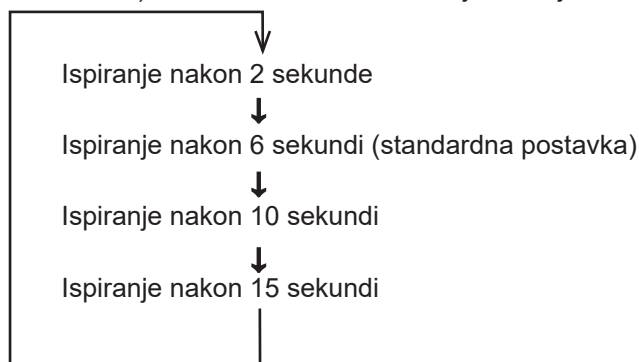 Ispiranje nakon 2 sekunde
Ispiranje nakon 6 sekundi (standardna postavka)
Ispiranje nakon 10 sekundi
Ispiranje nakon 15 sekundi